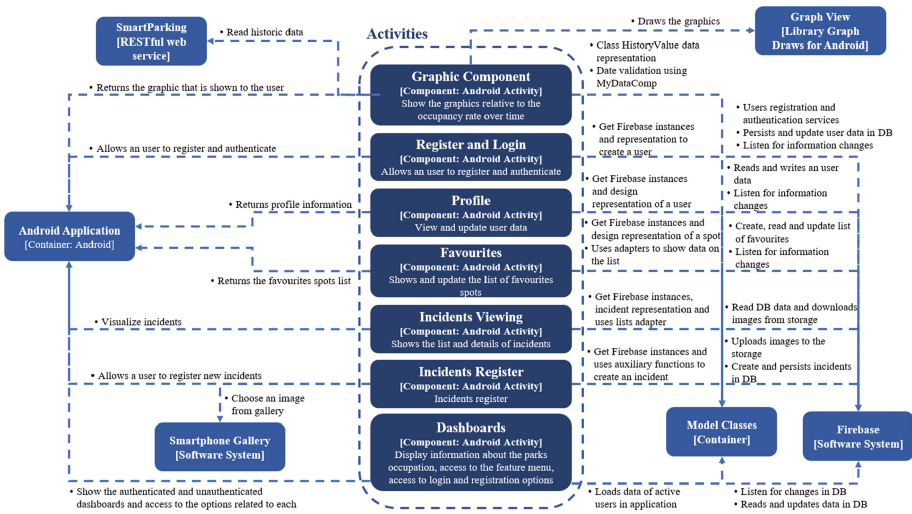 SmartParking
[RESTful web
service]
• Read historic data
Activities
• Draws the graphics
Graph View
[Library Graph
Draws for Android]
• Class HistoryValue data
representation
• Date validation using
MyDataComp
Graphic Component
[Component: Android Activity]
Show the graphics relative to the
occupancy rate over time
• Returns the graphic that is shown to the user
• Users registration and
authentication services
• Persists and update user data in DB
• Listen for information changes
• Allows an user to register and authenticate
Register and Login
[Component: Android Activity]
Allows an user to register and authenticate
• Get Firebase instances
and representation to
create a user
• Reads and writes an user
data
• Listen for information
changes
• Returns profile information
Profile
[Component: Android Activity]
View and update user data
• Get Firebase instances
and design
representation of a user
Android Application
[Container: Android]
• Get Firebase instances and
design representation of a spot
• Uses adapters to show data on
the list
• Create, read and update list
of favourites
• Listen for information
changes
Favourites
[Component: Android Activity]
Shows and update the list of favourites
spots
• Returns the favourites spots list
Incidents Viewing
[Component: Android Activity]
Shows the list and details of incidents
• Get Firebase instances,
incident representation and
uses lists adapter
• Read DB data and downloads
images from storage
• Visualize incidents
• Uploads images to the
storage
• Create and persists incidents
in DB
• Allows a user to register new incidents
Incidents Register
[Component: Android Activity]
Incidents register
• Get Firebase instances and
uses auxiliary functions to
create an incident
• Choose an image
from gallery
Smartphone Gallery
[Software System]
Dashboards
[Component: Android Activity]
Display information about the parks
occupation, access to the feature menu,
access to login and registration options
Model Classes
[Container]
Firebase
[Software System]
• Show the authenticated and unauthenticated
dashboards and access to the options related to each
• Loads data of active
users in application
• Listen for changes in DB
• Reads and updates data in DB